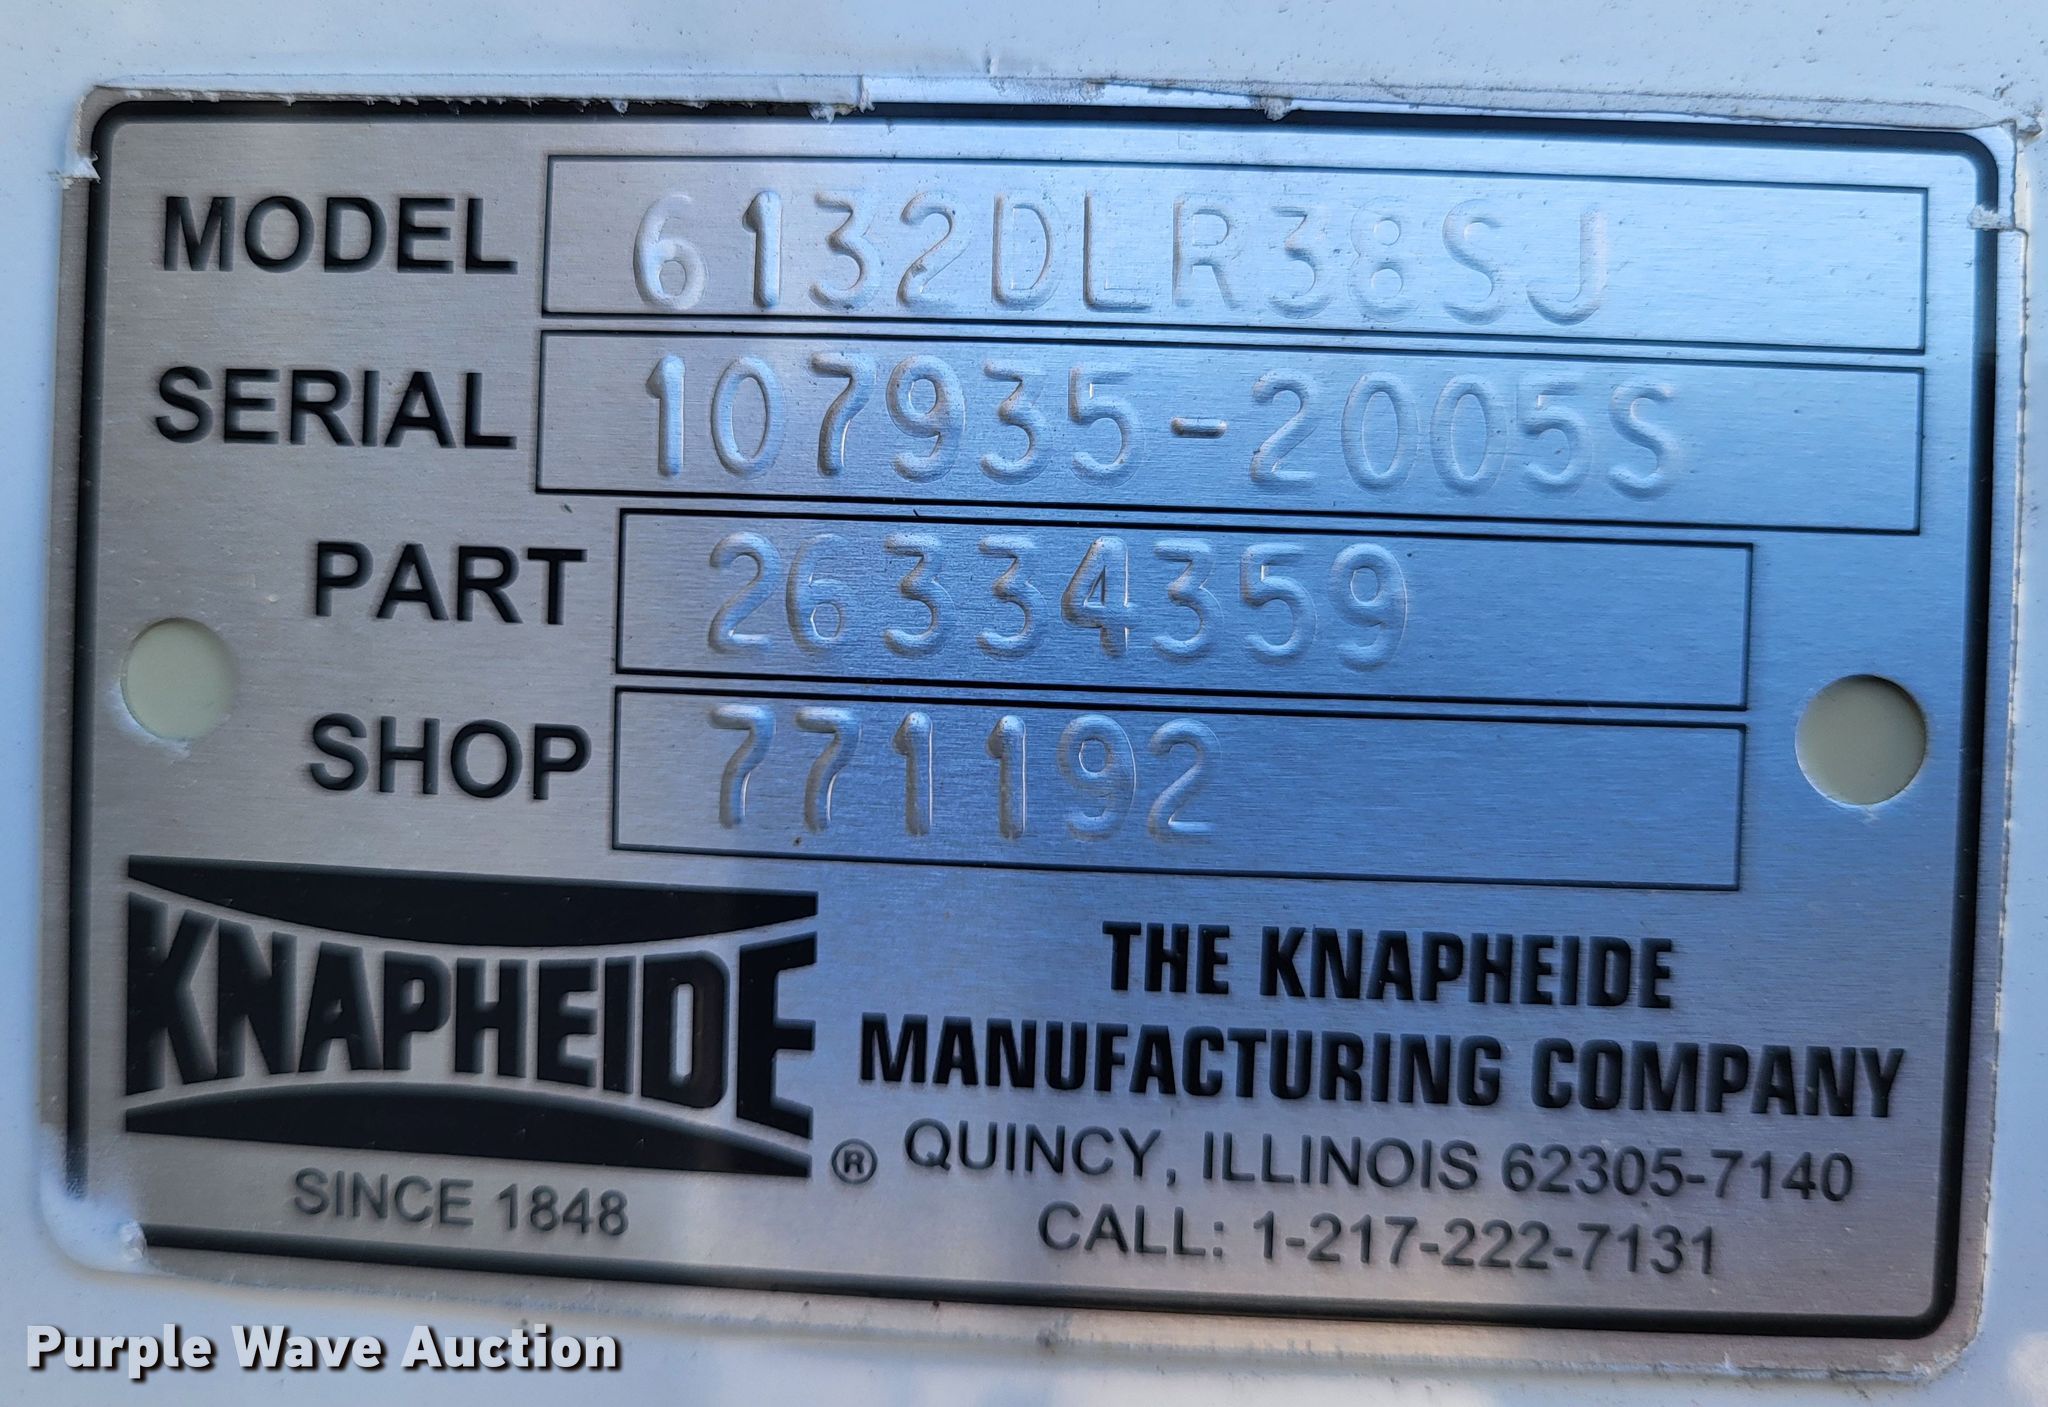 MODEL 6132DLR38SJ
SERIAL 107935-2005S
PART 26334359
SHOP 771192
KNAPHEIDE ®
SINCE 1848
THE KNAPHEIDE
MANUFACTURING COMPANY
QUINCY, ILLINOIS 62305-7140
CALL: 1-217-222-7131
Purple Wave Auction